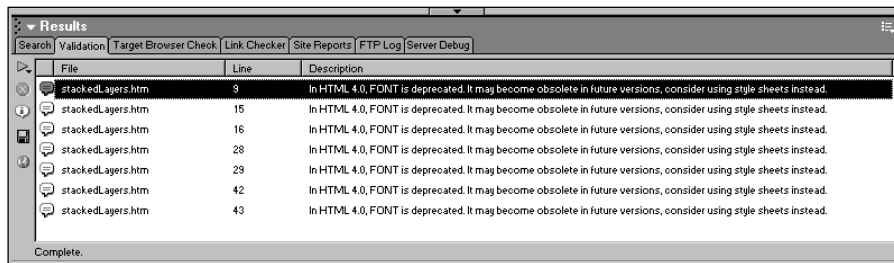 Results
Search Validation Target Browser Check Link Checker Site Reports FTP Log Server Debug
File Line Description
stackedLayers.htm 9 In HTML 4.0, FONT is deprecated. It may become obsolete in future versions, consider using style sheets instead.
stackedLayers.htm 15 In HTML 4.0, FONT is deprecated. It may become obsolete in future versions, consider using style sheets instead.
stackedLayers.htm 16 In HTML 4.0, FONT is deprecated. It may become obsolete in future versions, consider using style sheets instead.
stackedLayers.htm 28 In HTML 4.0, FONT is deprecated. It may become obsolete in future versions, consider using style sheets instead.
stackedLayers.htm 29 In HTML 4.0, FONT is deprecated. It may become obsolete in future versions, consider using style sheets instead.
stackedLayers.htm 42 In HTML 4.0, FONT is deprecated. It may become obsolete in future versions, consider using style sheets instead.
stackedLayers.htm 43 In HTML 4.0, FONT is deprecated. It may become obsolete in future versions, consider using style sheets instead.
Complete.